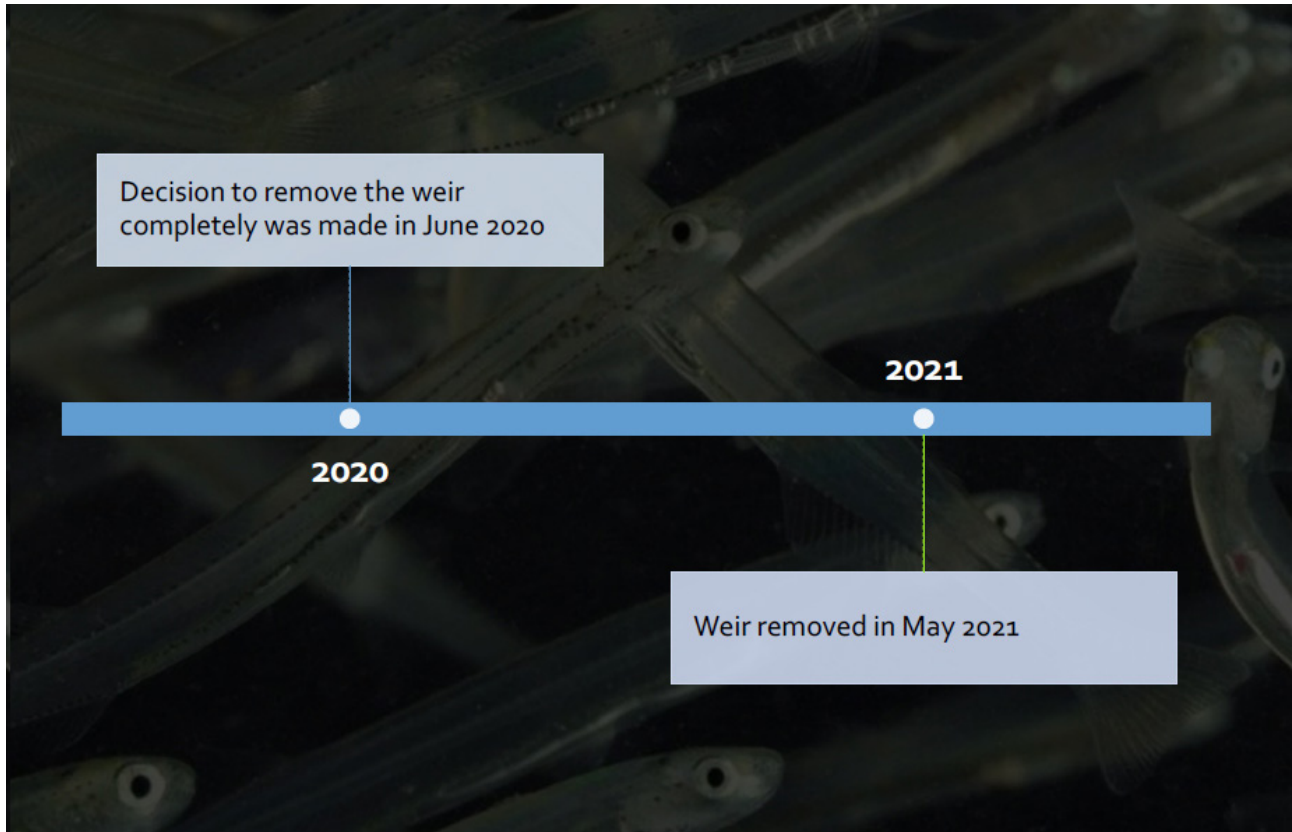 Decision to remove the weir
completely was made in June 2020
2021
2020
Weir removed in May 2021